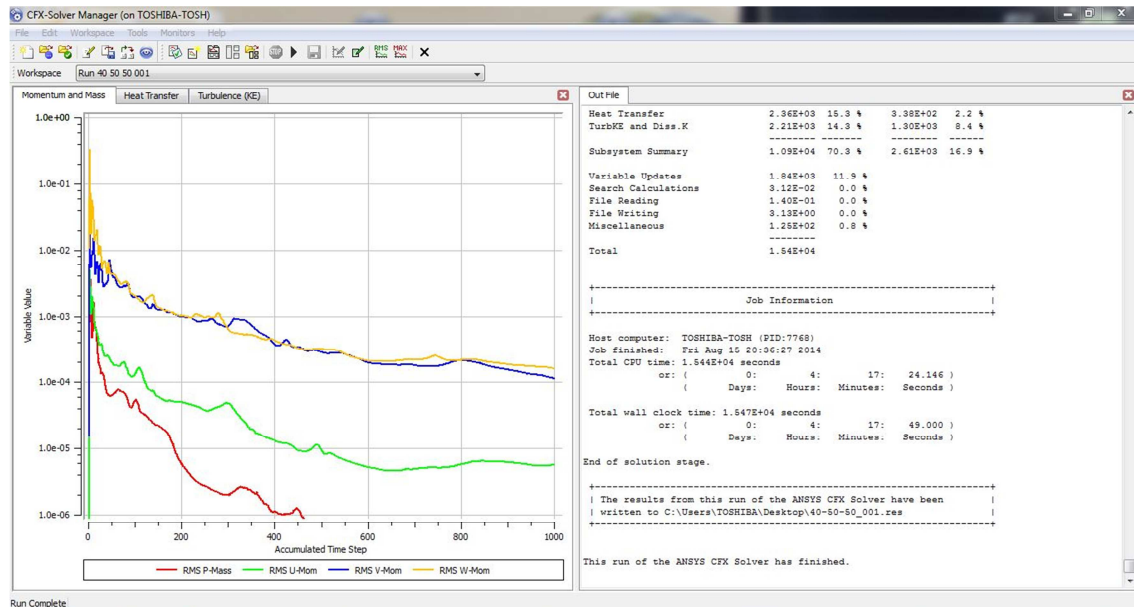 CFX-Solver Manager (on TOSHIBA-TOSH)
File Edit Workspace Tools Monitors Help
RMS MAX
Workspace Run 40 50 50 001
Momentum and Mass Heat Transfer Turbulence (KE)
1.0e+00
1.0e-01
1.0e-02
1.0e-03
1.0e-04
1.0e-05
1.0e-06
Variable Value
0 200 400 600 800 1000
Accumulated Time Step
RMS P-Mass RMS U-Mom RMS V-Mom RMS W-Mom
Out File
Heat Transfer 2.36E+03 15.3 % 3.38E+02 2.2 %
TurbKE and Diss.K 2.21E+03 14.3 % 1.30E+03 8.4 %
-------- ------- -------- ------
Subsystem Summary 1.09E+04 70.3 % 2.61E+03 16.9 %
Variable Updates 1.84E+03 11.9 %
Search Calculations 3.12E-02 0.0 %
File Reading 1.40E-01 0.0 %
File Writing 3.13E+00 0.0 %
Miscellaneous 1.25E+02 0.8 %
--------
Total 1.54E+04
Job Information
Host computer: TOSHIBA-TOSH (PID:7768)
Job finished: Fri Aug 15 20:36:27 2014
Total CPU time: 1.544E+04 seconds
or: ( 0: 4: 17: 24.146 )
( Days: Hours: Minutes: Seconds )
Total wall clock time: 1.547E+04 seconds
or: ( 0: 4: 17: 49.000 )
( Days: Hours: Minutes: Seconds )
End of solution stage.
| The results from this run of the ANSYS CFX Solver have been |
| written to C:\Users\TOSHIBA\Desktop\40-50-50_001.res |
This run of the ANSYS CFX Solver has finished.
Run Complete